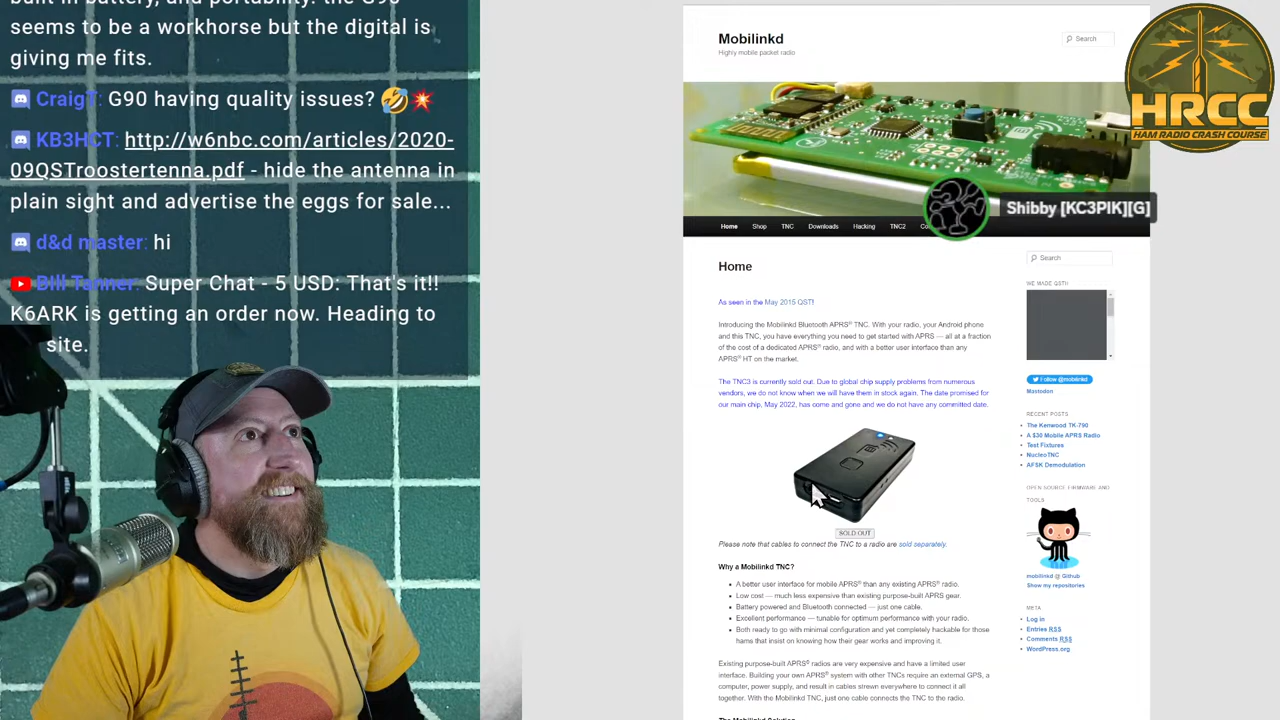 built in battery, and portability. the G90
seems to be a workhorse but the digital is
giving me fits.
CraigT: G90 having quality issues? 🤣💥
KB3HCT: http://w6nbc.com/articles/2020-
09QSTroostertenna.pdf - hide the antenna in
plain sight and advertise the eggs for sale...
d&d master: hi
Bill Tanner: Super Chat - 5 USD: That's it!!
site.
Mobilinkd
Highly mobile packet radio
Search
HRCC
HAM RADIO CRASH COURSE
Shibby [KC3PIK][G]
Home Shop TNC Downloads Hacking TNC2
Home
As seen in the May 2015 QST!
Introducing the Mobilinkd Bluetooth APRS® TNC. With your radio, your Android phone
and this TNC, you have everything you need to get started with APRS — all at a fraction
of the cost of a dedicated APRS® radio, and with a better user interface than any
APRS® HT on the market.
The TNC3 is currently sold out. Due to global chip supply problems from numerous
vendors, we do not know when we will have them in stock again. The date promised for
our main chip, May 2022, has come and gone and we do not have any committed date.
SOLD OUT
Please note that cables to connect the TNC to a radio are sold separately.
Why a Mobilinkd TNC?
• A better user interface for mobile APRS® than any existing APRS® radio.
• Low cost — much less expensive than existing purpose-built APRS gear.
• Battery powered and Bluetooth connected — just one cable.
• Excellent performance — tunable for optimum performance with your radio.
• Both ready to go with minimal configuration and yet completely hackable for those
hams that insist on knowing how their gear works and improving it.
Existing purpose-built APRS® radios are very expensive and have a limited user
interface. Building your own APRS® system with other TNCs require an external GPS, a
computer, power supply, and result in cables strewn everywhere to connect it all
together. With the Mobilinkd TNC, just one cable connects the TNC to the radio.
The Mobilinkd Solution
Search
WE MADE QST!!
Follow @mobilinkd
Mastodon
RECENT POSTS
• The Kenwood TK-790
• A $30 Mobile APRS Radio
• Test Fixtures
• NucleoTNC
• AFSK Demodulation
OPEN SOURCE FIRMWARE AND
TOOLS
mobilinkd @ Github
Show my repositories
META
• Log in
• Entries RSS
• Comments RSS
• WordPress.org